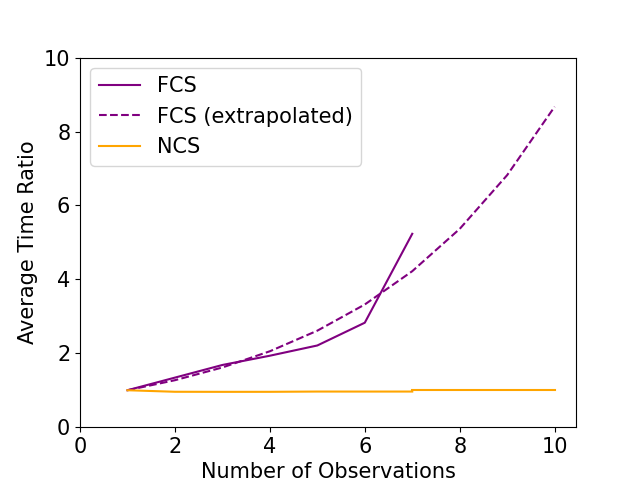 10
8
6
4
2
0
Average Time Ratio
FCS
FCS (extrapolated)
NCS
0 2 4 6 8 10
Number of Observations